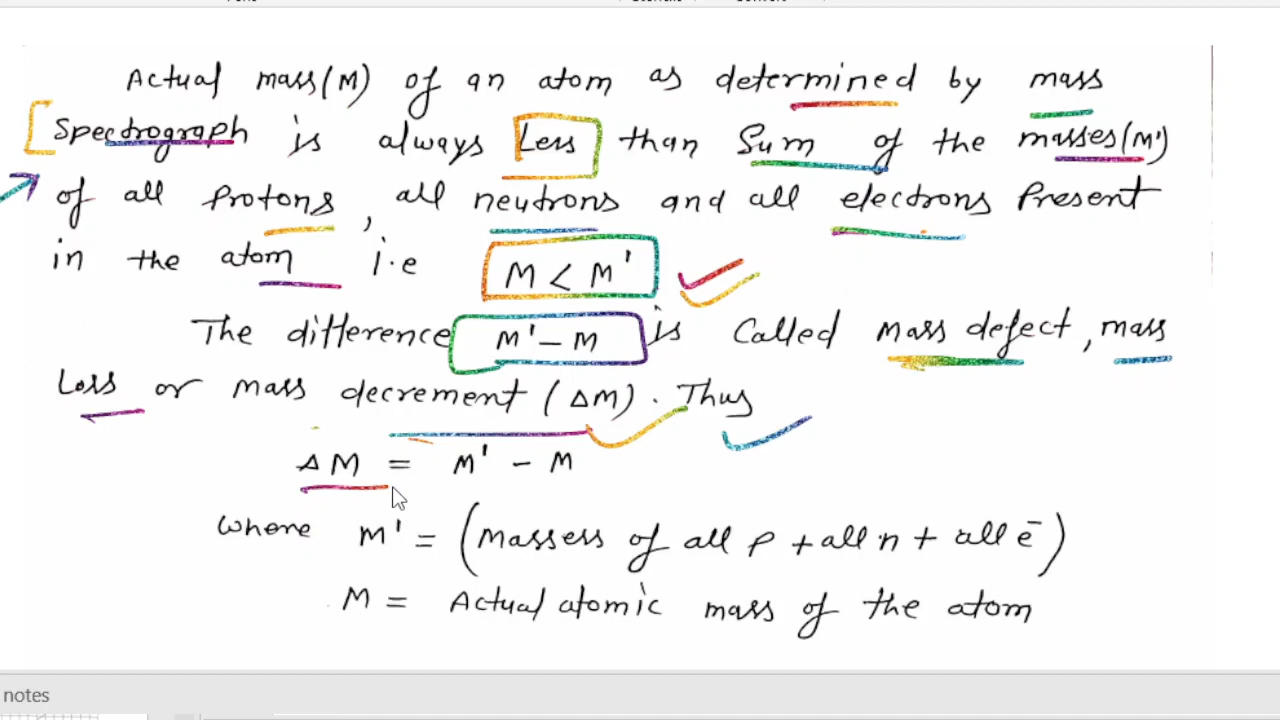 Actual mass(M) of an atom as determined by mass
Spectrograph is always Less than Sum of the masses(M')
of all Protons, all neutrons and all electrons Present
in the atom i.e M < M'
The difference M' – M is Called Mass defect, mass
Loss or mass decrement (ΔM). Thus
ΔM = M' – M
Where M' = (Massess of all P + all n + all e⁻)
M = Actual atomic mass of the atom
notes